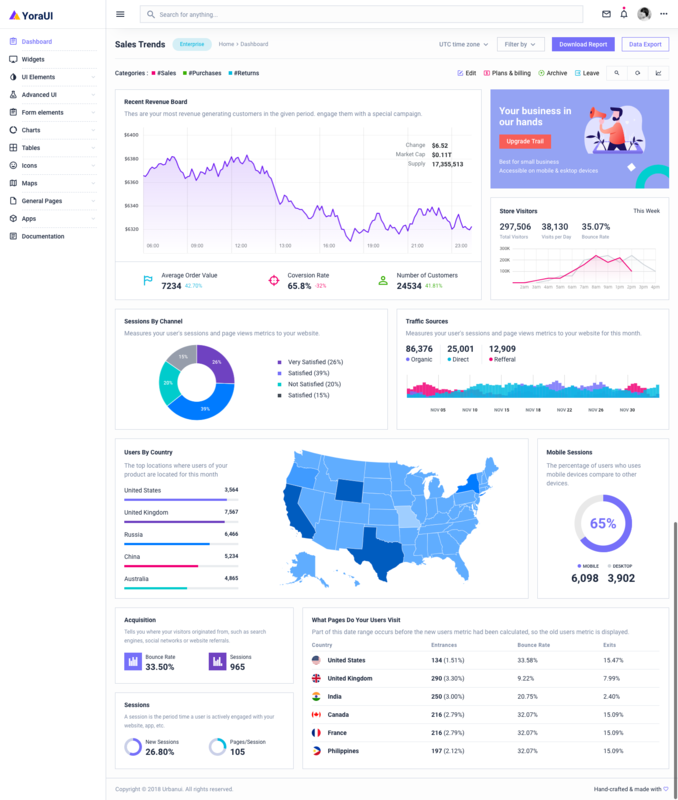 YoraUI
Search for anything...
Dashboard
Widgets
UI Elements
Advanced UI
Form elements
Charts
Tables
Icons
Maps
General Pages
Apps
Documentation
Sales Trends
Enterprise
Home > Dashboard
UTC time zone
Filter by
Download Report
Data Export
Categories :
#Sales
#Purchases
#Returns
Edit
Plans & billing
Archive
Leave
Recent Revenue Board
They are your most revenue generating customers in the given period. engage them with a special campaign.
$6400
$6380
$6360
$6340
$6320
Change $6.52
Market Cap $0.11T
Supply 17,355,513
09:00
12:00
13:00
16:00
19:00
21:00
23:00
Average Order Value
7234 42.70%
Coversion Rate
65.8% -32%
Number of Customers
24534 41.81%
Your business in
our hands
Upgrade Trail
Best for small business
Accessible on mobile & esktop devices
Store Visitors
This Week
297,506
38,130
35.07%
Total Visitors
Visits per Day
Bounce Rate
300K
200K
100K
Sessions By Channel
Measures your user's sessions and page views metrics to your website.
15%
26%
20%
39%
Very Satisfied (26%)
Satisfied (39%)
Not Satisfied (20%)
Satisfied (15%)
Traffic Sources
Measures your user's sessions and page views metrics to your website for this month.
86,376
25,001
12,909
Organic
Direct
Refferal
NOV 05
NOV 10
NOV 15
NOV 18
NOV 22
NOV 26
NOV 30
Users By Country
The top locations where users of your
product are located for this month
United States 3,564
United Kingdom 7,567
Russia 6,466
China 5,234
Australia 4,865
Mobile Sessions
The percentage of users who uses
mobile devices compare to other
devices.
65%
MOBILE
DESKTOP
6,098
3,902
Acquisition
Tells you where your visitors originated from, such as search
engines, social networks or website referrals.
Bounce Rate
33.50%
Sessions
965
Sessions
A session is the period time a user is actively engaged with your
website, app, etc.
New Sessions
26.80%
Pages/Session
105
What Pages Do Your Users Visit
Part of this date range occurs before the new users metric had been calculated, so the old users metric is displayed.
Country Entrances Bounce Rate Exits
United States 134 (1.51%) 33.58% 15.47%
United Kingdom 290 (3.30%) 9.22% 7.99%
India 250 (3.00%) 20.75% 2.40%
Canada 216 (2.79%) 32.07% 15.09%
France 216 (2.79%) 32.07% 15.09%
Philippines 197 (2.12%) 32.07% 15.09%
Copyright © 2018 Urbanui. All rights reserved.
Hand-crafted & made with